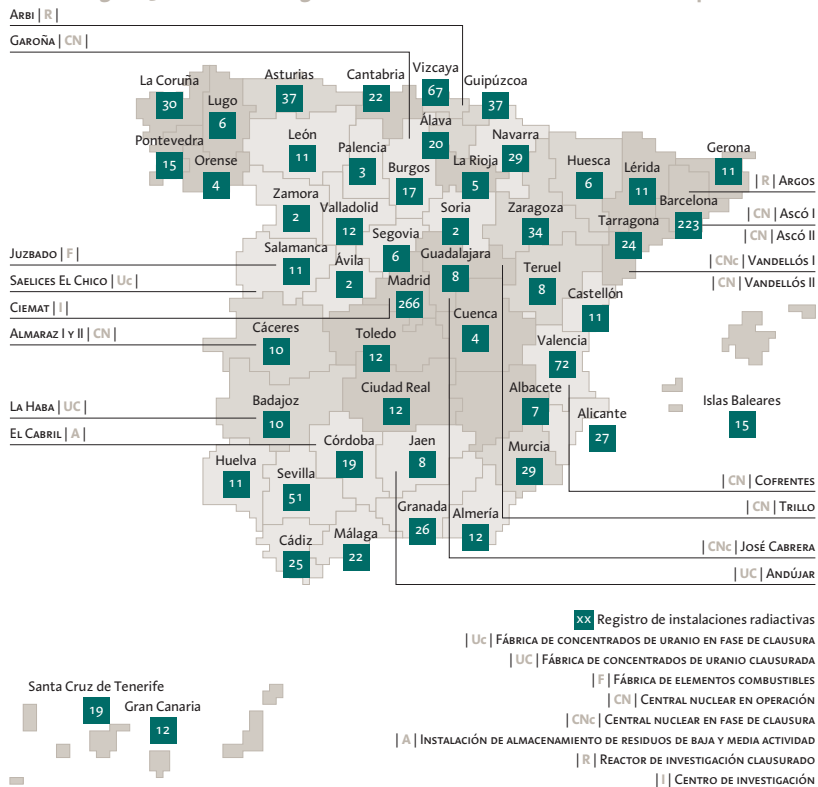 ARBI | R |
GAROÑA | CN |
La Coruña
30
Lugo
6
Asturias
37
Cantabria
22
Vizcaya
67
Guipúzcoa
37
Pontevedra
15
Orense
4
León
11
Palencia
3
Burgos
17
Álava
20
La Rioja
5
Navarra
29
Huesca
6
Lérida
11
Gerona
11
Barcelona
223
Tarragona
24
Zaragoza
34
Zamora
2
Valladolid
12
Soria
2
Segovia
6
Guadalajara
8
Salamanca
11
Ávila
2
Madrid
266
Teruel
8
Castellón
11
Cáceres
10
Toledo
12
Cuenca
4
Valencia
72
Badajoz
10
Ciudad Real
12
Albacete
7
Alicante
27
Islas Baleares
15
Huelva
11
Sevilla
51
Córdoba
19
Jaen
8
Murcia
29
Cádiz
25
Málaga
22
Granada
26
Almería
12
JUZBADO | F |
SAELICES EL CHICO | Uc |
CIEMAT | I |
ALMARAZ I Y II | CN |
LA HABA | UC |
EL CABRIL | A |
| R | ARGOS
| CN | ASCÓ I
| CN | ASCÓ II
| CNc | VANDELLÓS I
| CN | VANDELLÓS II
| CN | COFRENTES
| CN | TRILLO
| CNc | JOSÉ CABRERA
| UC | ANDÚJAR
Santa Cruz de Tenerife
19
Gran Canaria
12
xx Registro de instalaciones radiactivas
| Uc | FÁBRICA DE CONCENTRADOS DE URANIO EN FASE DE CLAUSURA
| UC | FÁBRICA DE CONCENTRADOS DE URANIO CLAUSURADA
| F | FÁBRICA DE ELEMENTOS COMBUSTIBLES
| CN | CENTRAL NUCLEAR EN OPERACIÓN
| CNc | CENTRAL NUCLEAR EN FASE DE CLAUSURA
| A | INSTALACIÓN DE ALMACENAMIENTO DE RESIDUOS DE BAJA Y MEDIA ACTIVIDAD
| R | REACTOR DE INVESTIGACIÓN CLAUSURADO
| I | CENTRO DE INVESTIGACIÓN